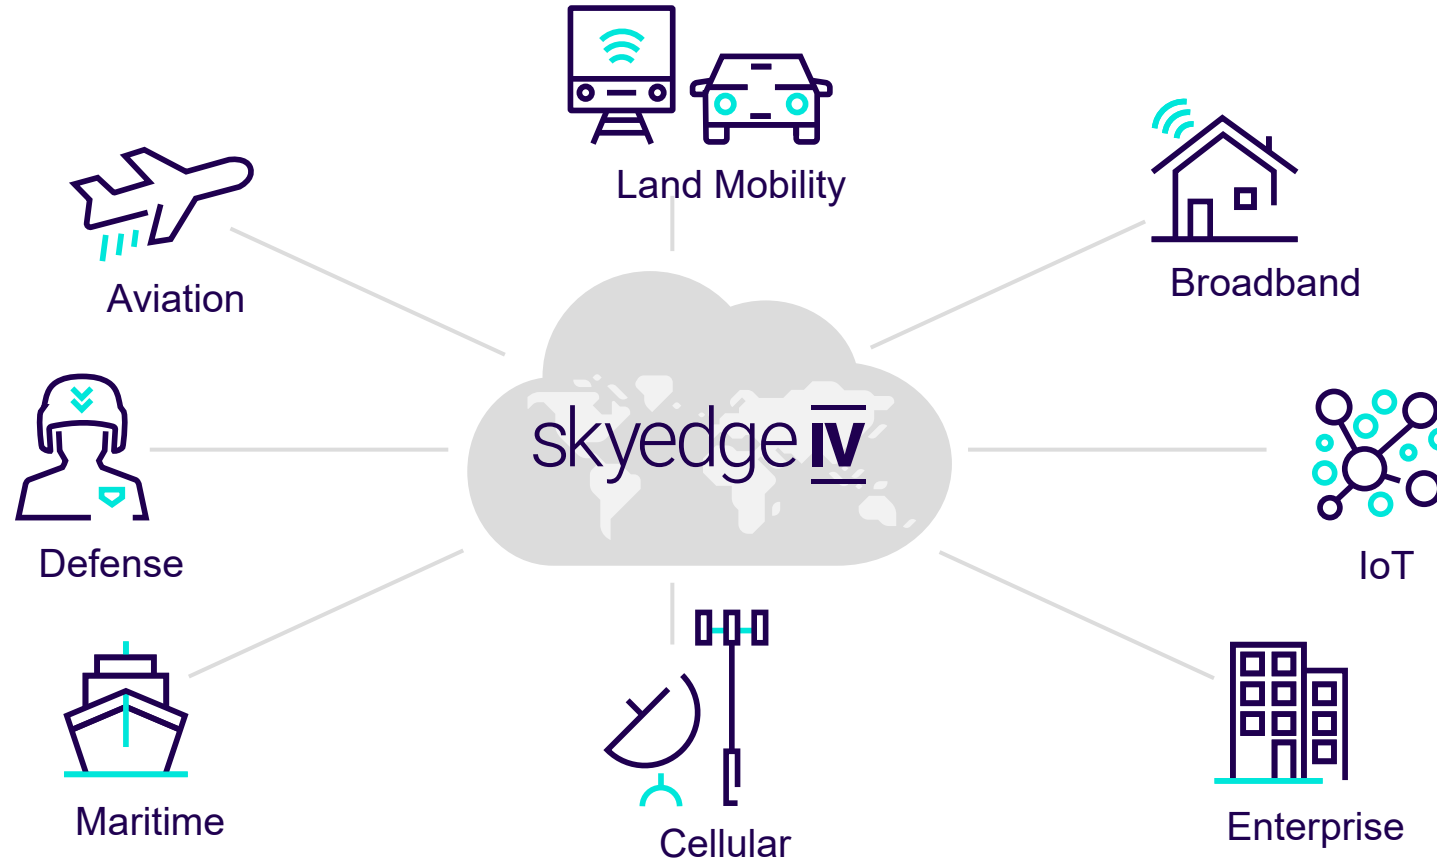 Land Mobility
Aviation
Broadband
skyedge IV
Defense
IoT
Maritime
Cellular
Enterprise